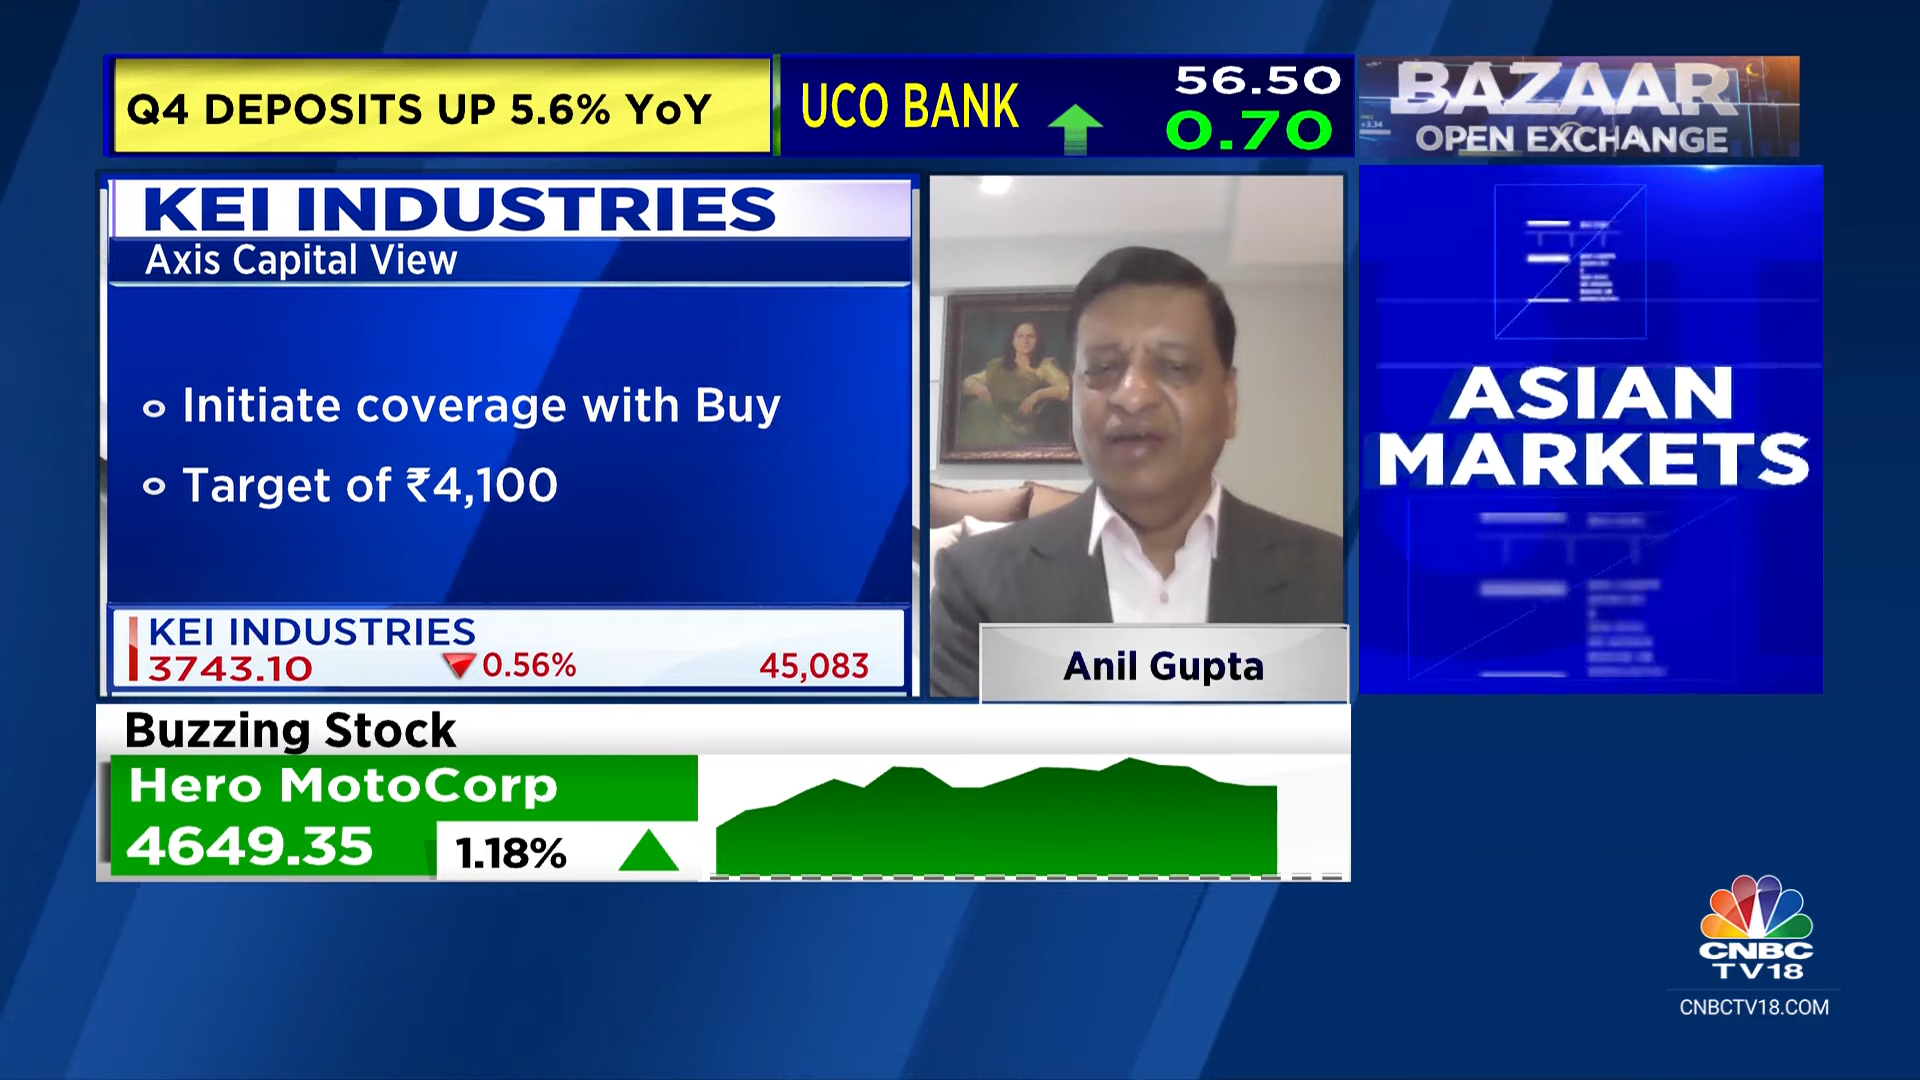 Q4 DEPOSITS UP 5.6% YoY
UCO BANK
56.50
0.70
BAZAAR
OPEN EXCHANGE
KEI INDUSTRIES
Axis Capital View
Initiate coverage with Buy
Target of ₹4,100
KEI INDUSTRIES
3743.10 0.56% 45,083
Anil Gupta
ASIAN
MARKETS
Buzzing Stock
Hero MotoCorp
4649.35 1.18%
CNBC
TV18
CNBCTV18.COM